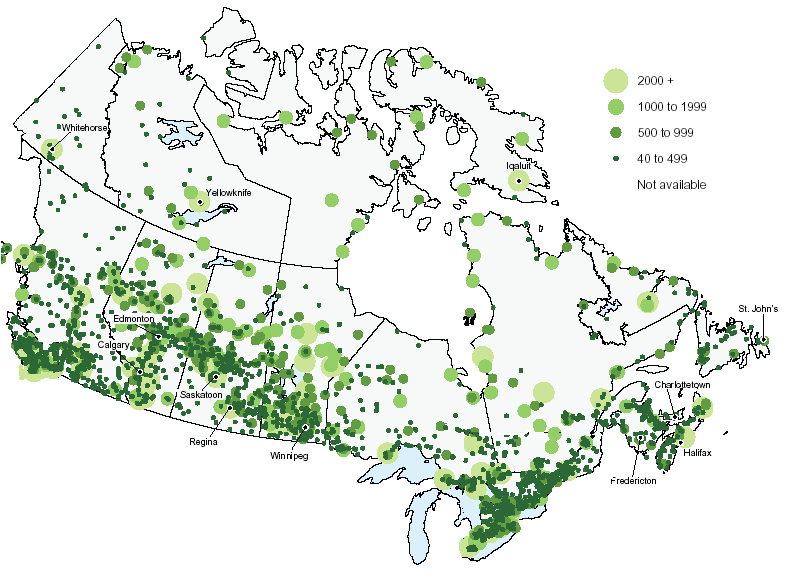 2000 +
1000 to 1999
500 to 999
40 to 499
Not available
Whitehorse
Iqaluit
Yellowknife
St. John's
Edmonton
Calgary
Charlottetown
Saskatoon
Regina
Winnipeg
Halifax
Fredericton